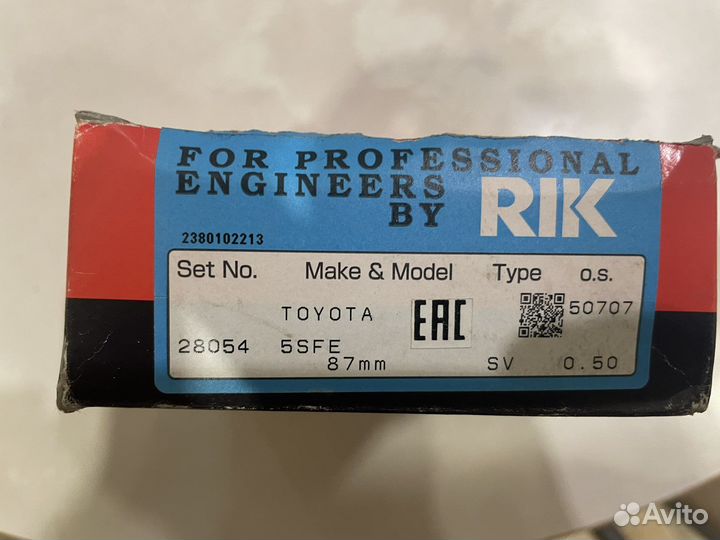 FOR PROFESSIONAL
ENGINEERS
BY RIK
2380102213
Set No. Make & Model Type o.s.
TOYOTA EAC 50707
28054 5SFE
87mm SV 0.50
Avito